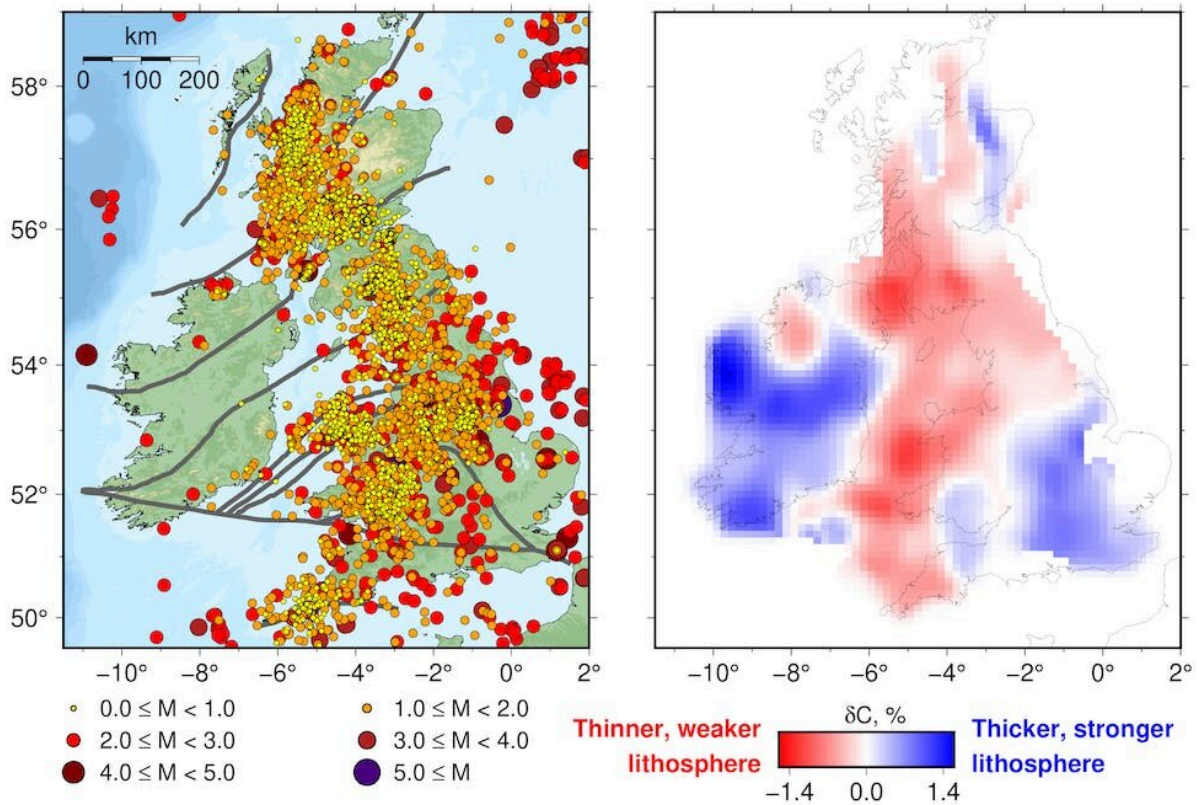 km
0 100 200
58°
56°
54°
52°
50°
−10° −8° −6° −4° −2° 0° 2°
−10° −8° −6° −4° −2° 0° 2°
0.0 ≤ M < 1.0
1.0 ≤ M < 2.0
2.0 ≤ M < 3.0
3.0 ≤ M < 4.0
4.0 ≤ M < 5.0
5.0 ≤ M
Thinner, weaker
lithosphere
δC, %
−1.4 0.0 1.4
Thicker, stronger
lithosphere